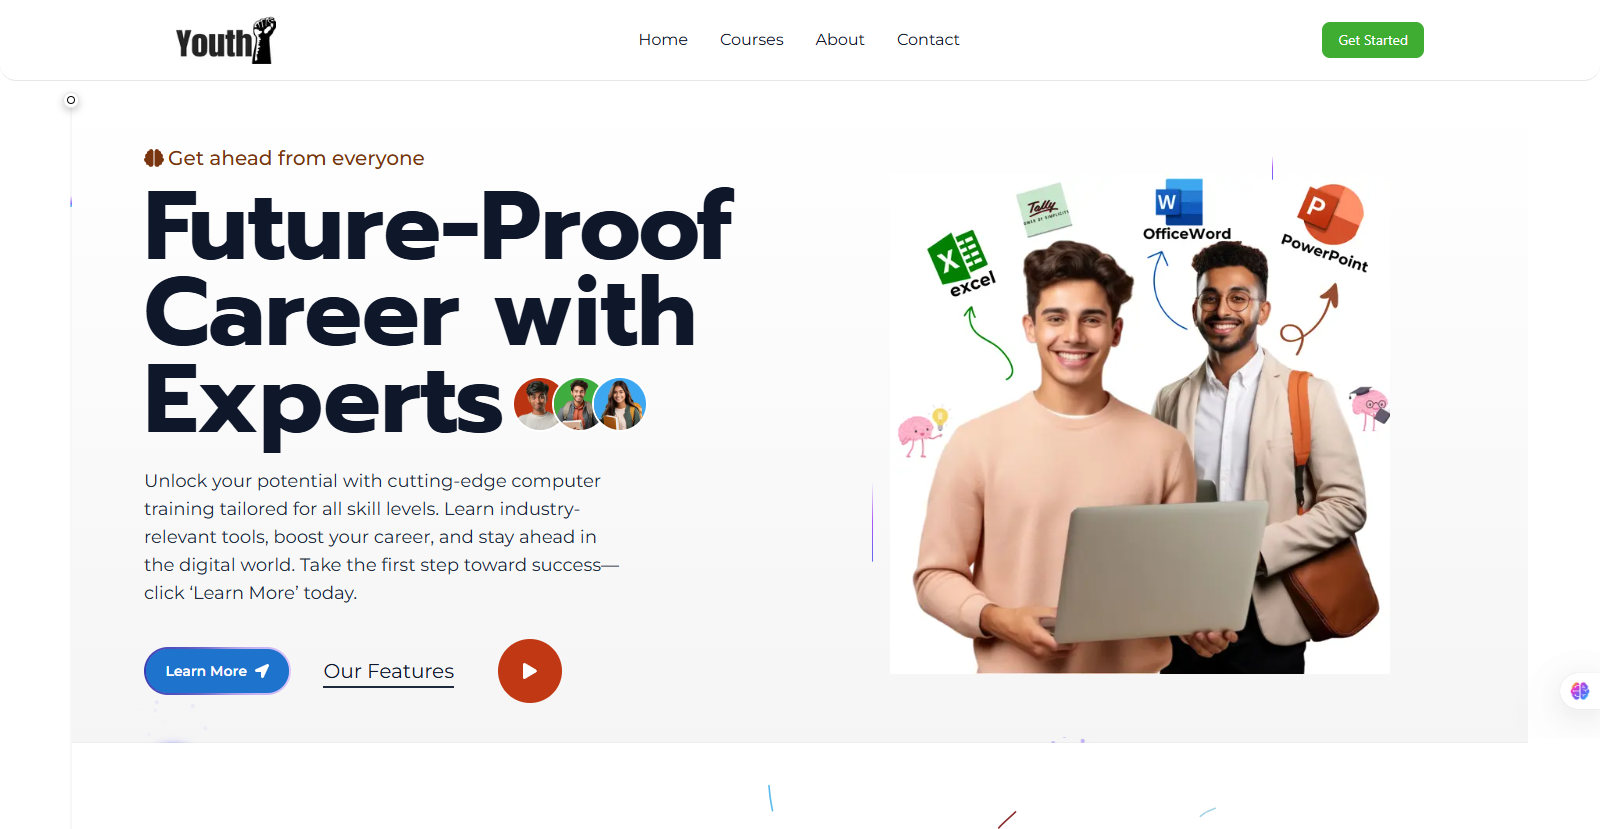 Youth
Home
Courses
About
Contact
Get Started
Get ahead from everyone
Future-Proof
Career with
Experts
Unlock your potential with cutting-edge computer
training tailored for all skill levels. Learn industry-
relevant tools, boost your career, and stay ahead in
the digital world. Take the first step toward success—
click ‘Learn More’ today.
Learn More
Our Features
Tally
POWER OF SIMPLICITY
W
OfficeWord
P
PowerPoint
X
excel